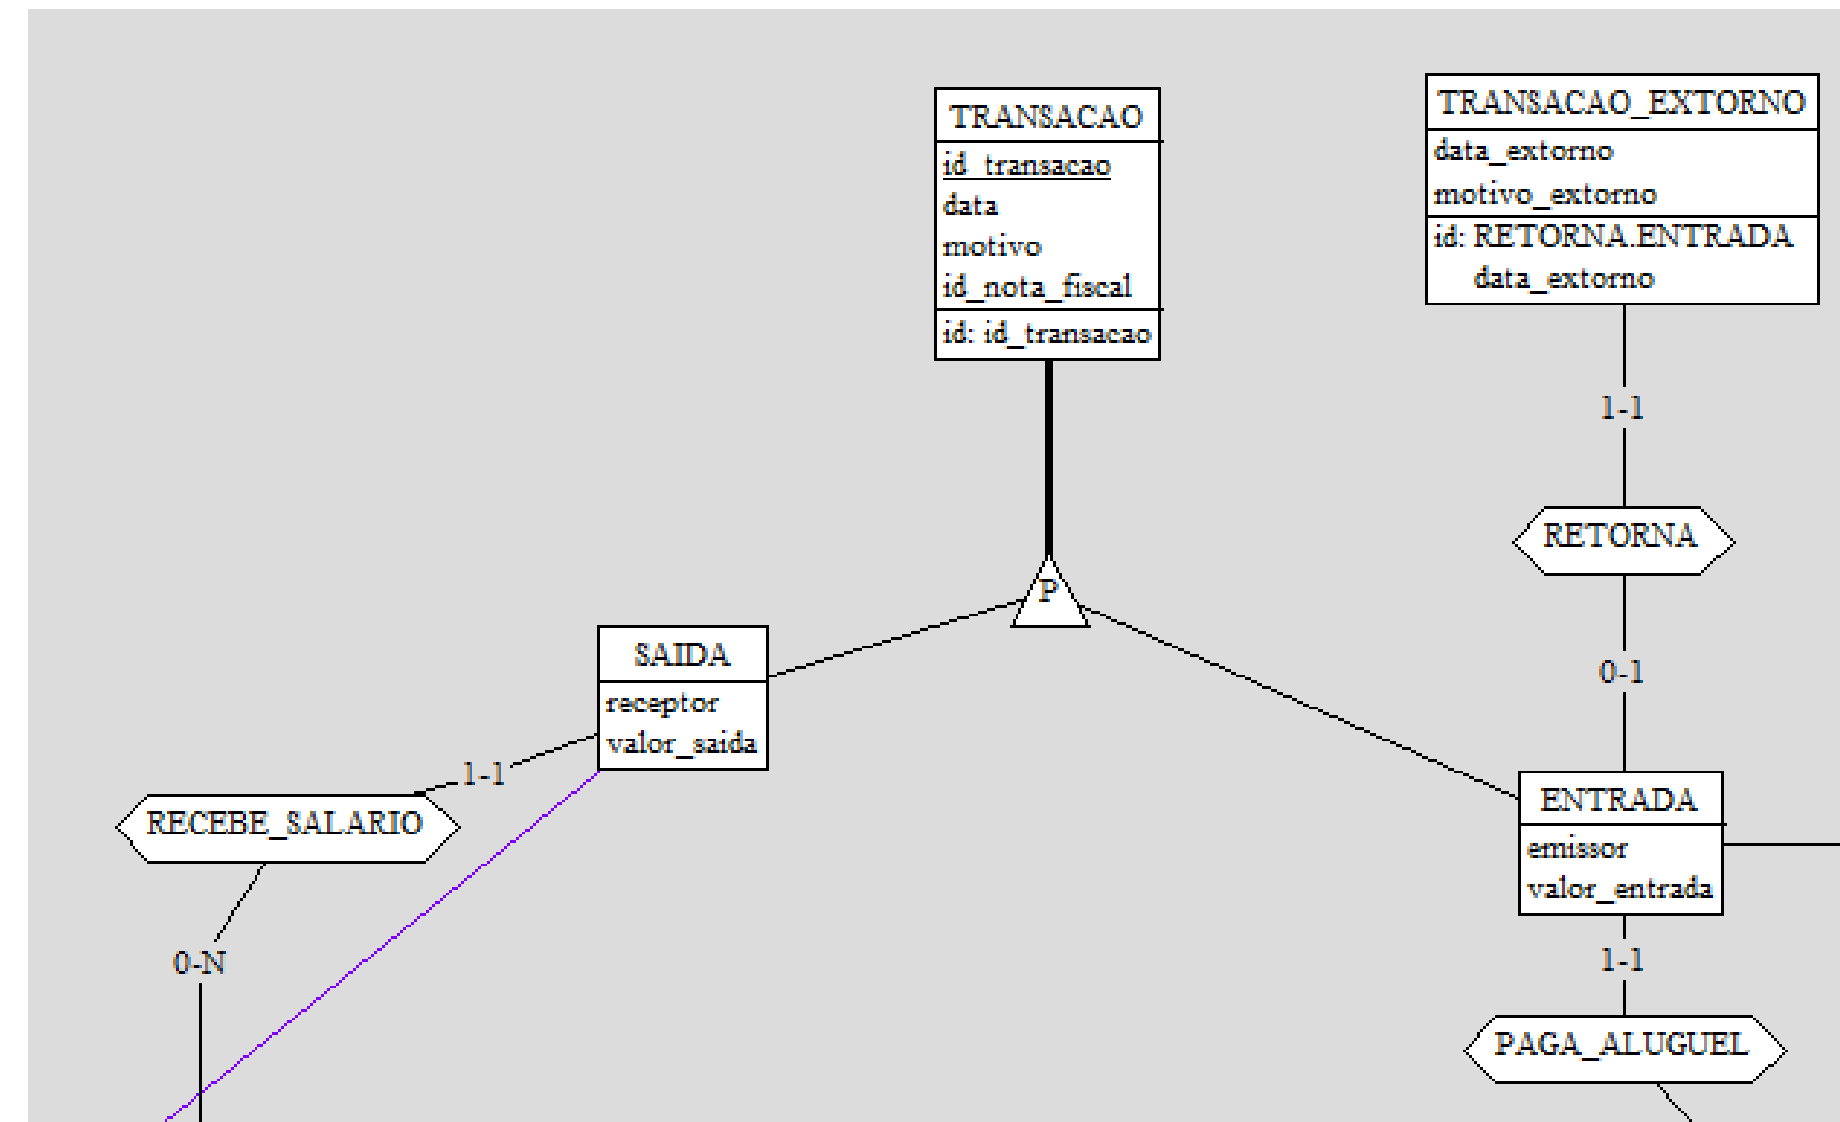 TRANSACAO
id_transacao
data
motivo
id_nota_fiscal
id: id_transacao
TRANSACAO_EXTORNO
data_extorno
motivo_extorno
id: RETORNA.ENTRADA
data_extorno
1-1
RETORNA
0-1
P
SAIDA
receptor
valor_saida
1-1
RECEBE_SALARIO
0-N
ENTRADA
emissor
valor_entrada
1-1
PAGA_ALUGUEL